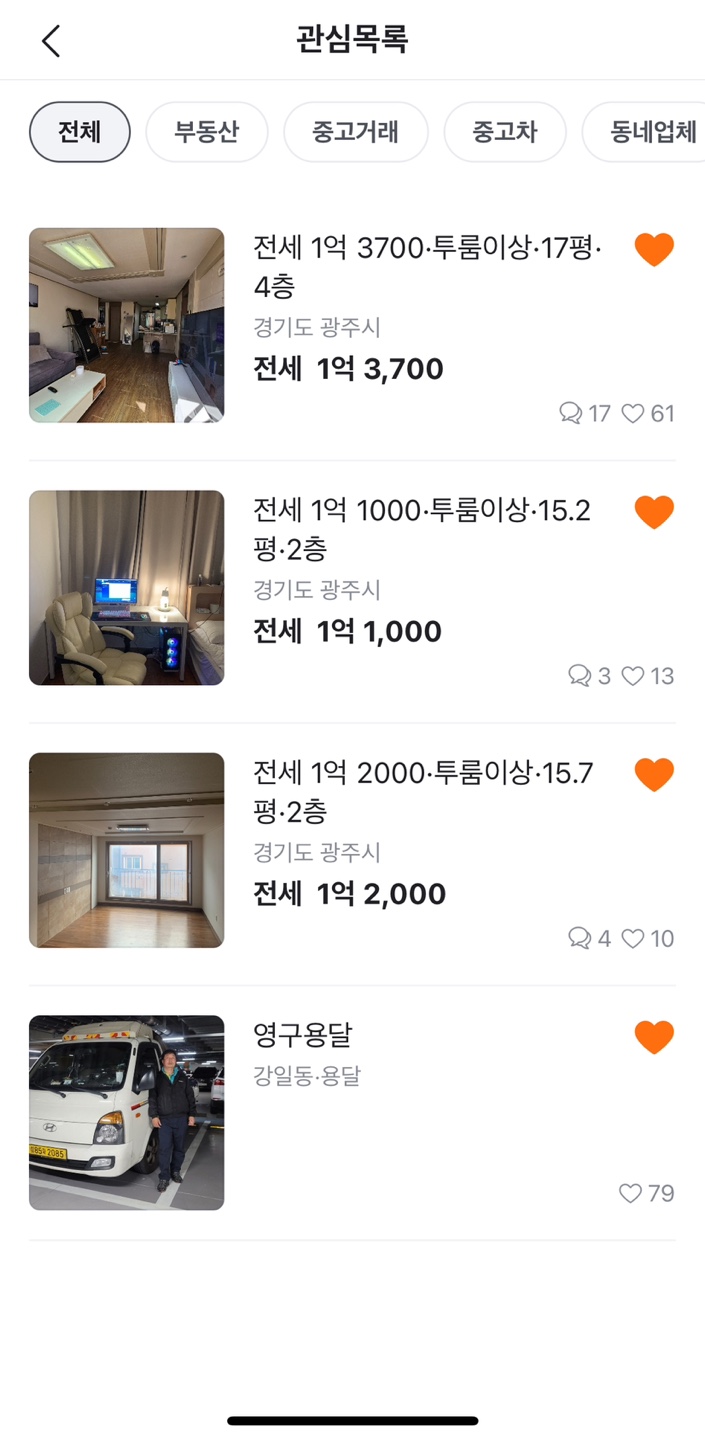 관심목록
전체 부동산 중고거래 중고차 동네업체
전세 1억 3700·투룸이상·17평·
4층
경기도 광주시
전세 1억 3,700
17 61
전세 1억 1000·투룸이상·15.2
평·2층
경기도 광주시
전세 1억 1,000
3 13
전세 1억 2000·투룸이상·15.7
평·2층
경기도 광주시
전세 1억 2,000
4 10
영구용달
강일동·용달
79